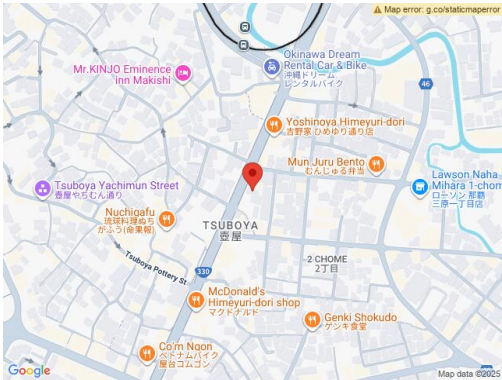 Map error: g.co/staticmaperror
Okinawa Dream
Rental Car & Bike
沖縄ドリーム
レンタルバイク
Mr.KINJO Eminence
inn Makishi
46
Yoshinoya Himeyuri-dori
吉野家 ひめゆり通り店
Mun Juru Bento
むんじゅる弁当
Lawson Naha
Mihara 1-chom
ローソン 那覇
三原一丁目店
Tsuboya Yachimun Street
壺屋やちむん通り
Nuchigafu
琉球料理ぬち
がふう(命果報)
TSUBOYA
壺屋
2 CHOME
2丁目
Tsuboya Pottery St
330
McDonald's
Himeyuri-dori shop
マクドナルド
Genki Shokudo
ゲンキ食堂
Co'm Ngon
ベトナムバイク
屋台コムゴン
Google
Map data ©2025